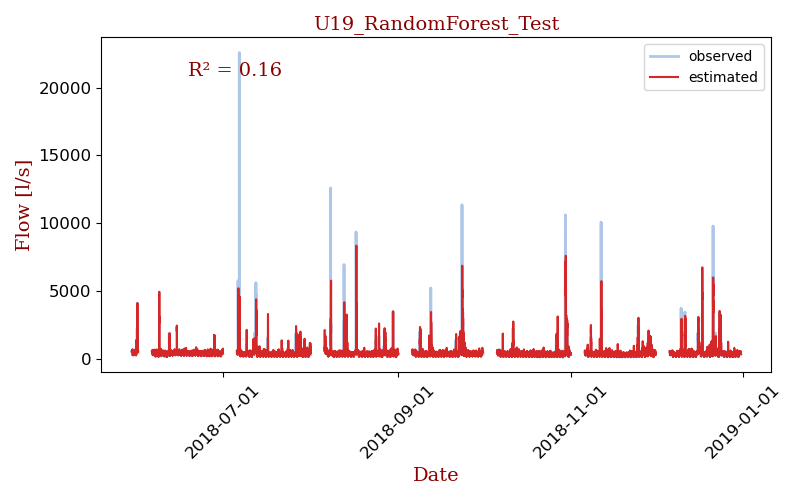 U19_RandomForest_Test
R² = 0.16
observed
estimated
Flow [l/s]
20000
15000
10000
5000
0
2018-07-01
2018-09-01
2018-11-01
2019-01-01
Date